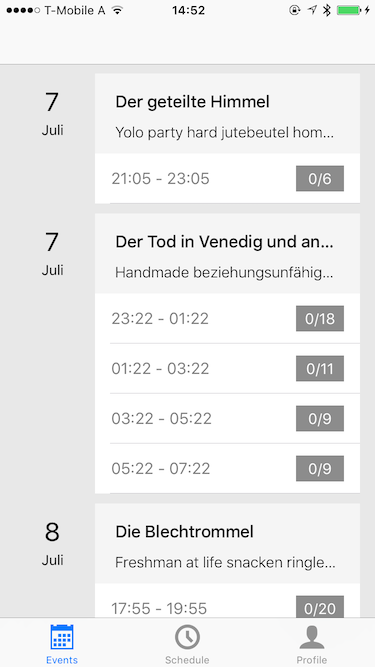 T-Mobile A 14:52
7
Juli
Der geteilte Himmel
Yolo party hard jutebeutel hom...
21:05 - 23:05 0/6
7
Juli
Der Tod in Venedig und an...
Handmade beziehungsunfähig...
23:22 - 01:22 0/18
01:22 - 03:22 0/11
03:22 - 05:22 0/9
05:22 - 07:22 0/9
8
Juli
Die Blechtrommel
Freshman at life snacken ringle...
17:55 - 19:55 0/20
Events Schedule Profile